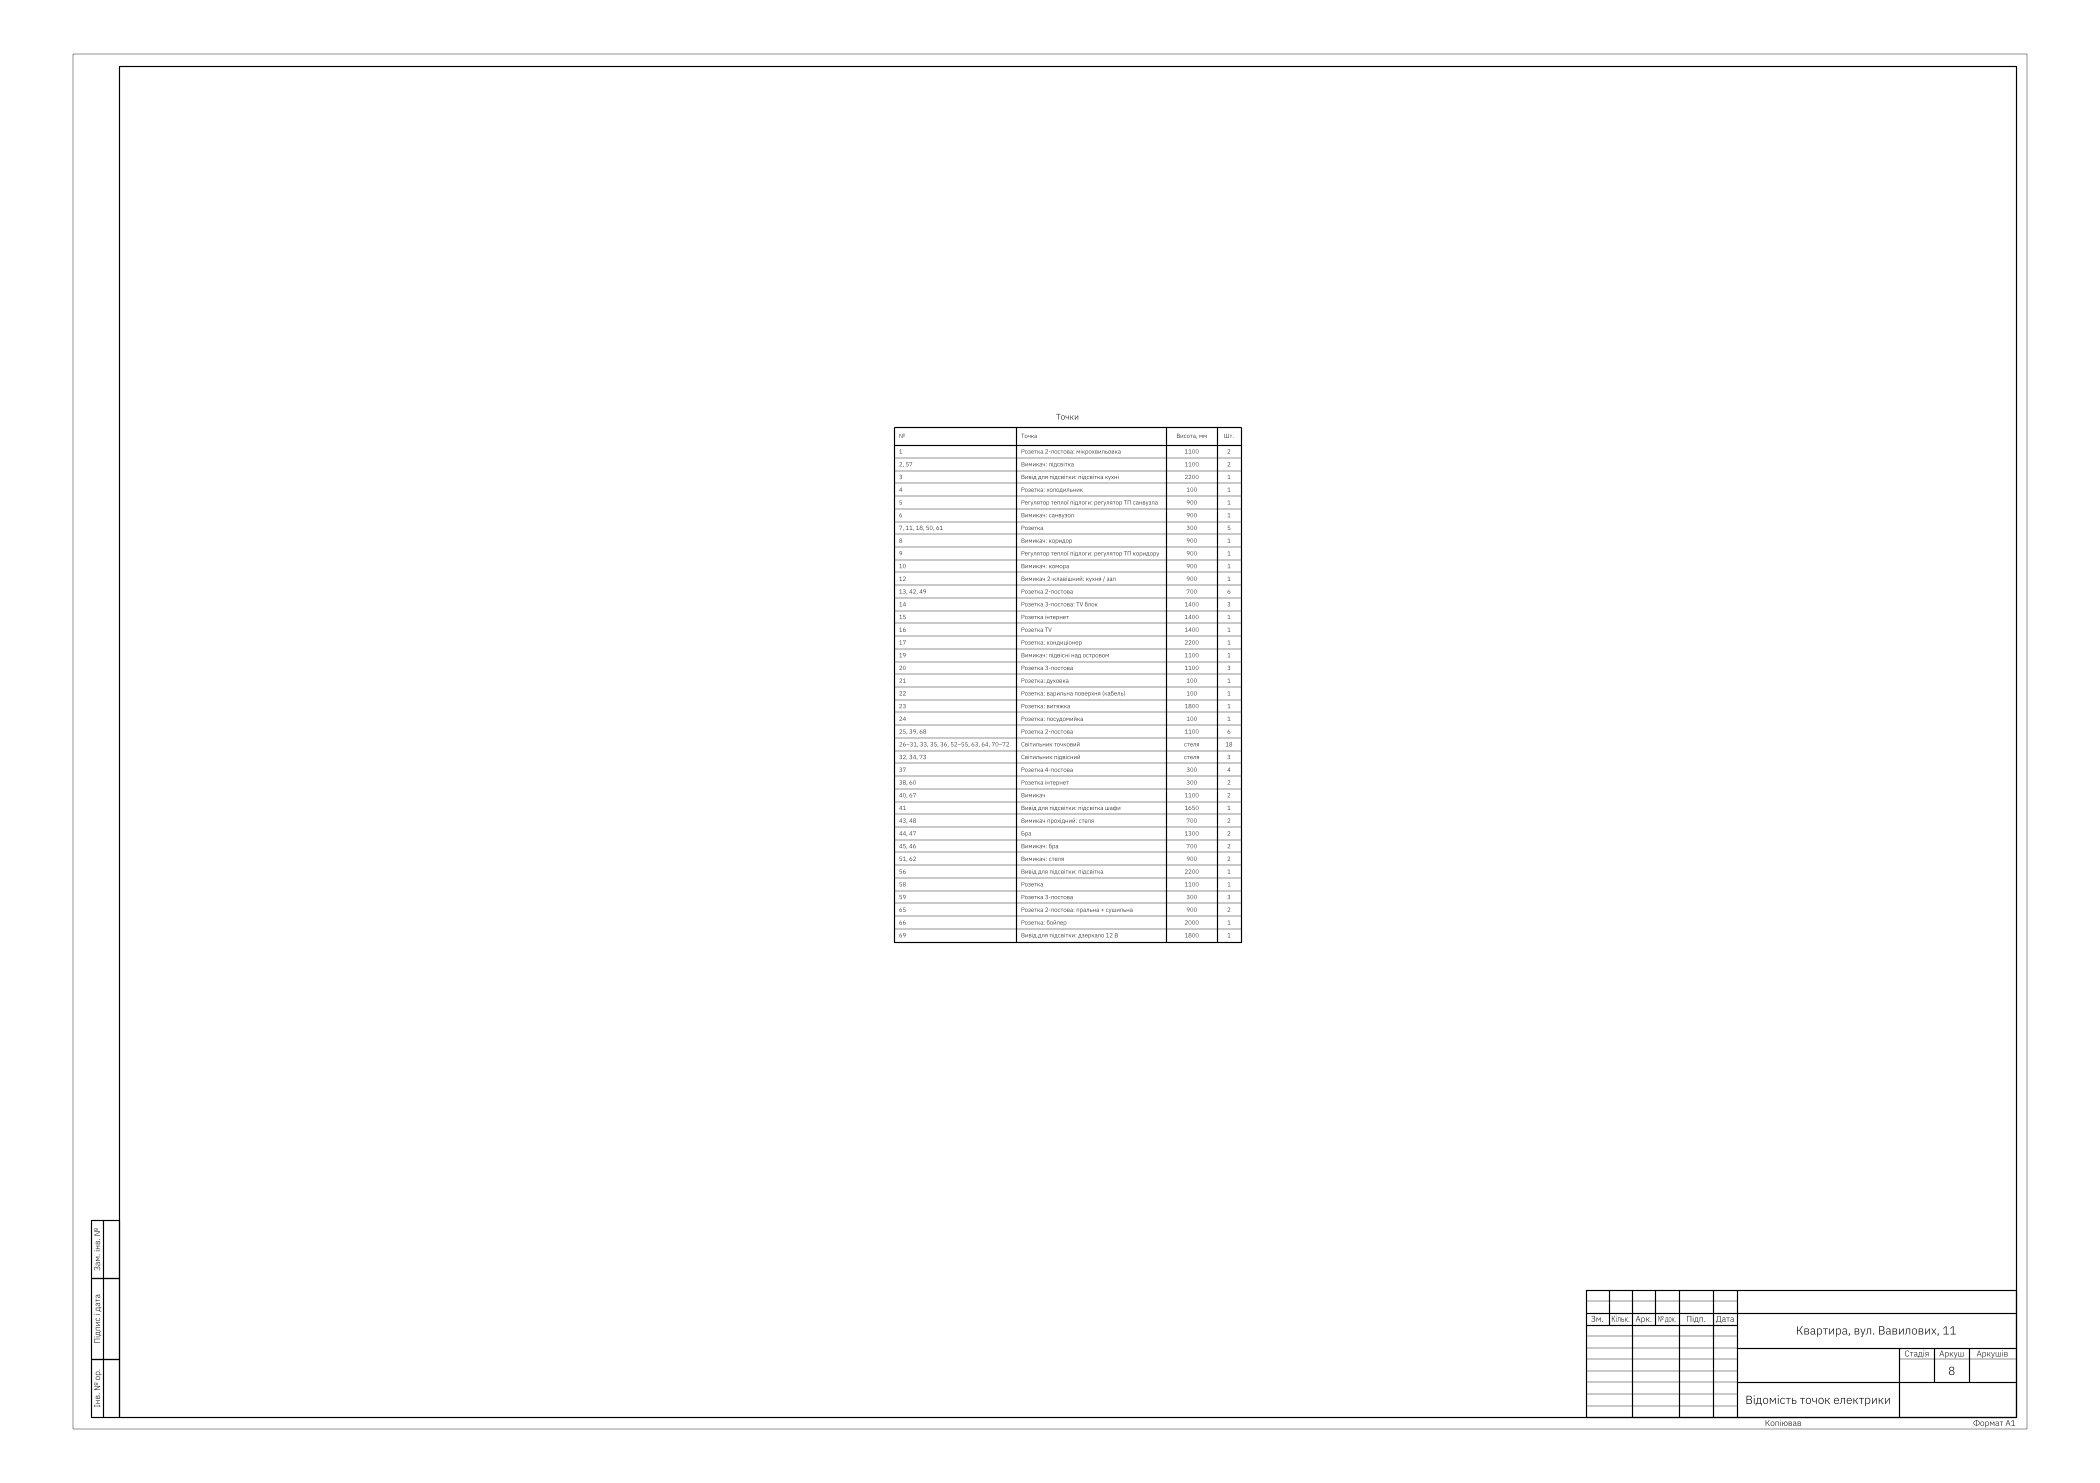 Точки
№ Точка Висота, мм Шт.
1 Розетка 2-постова: мікрохвильовка 1100 2
2, 57 Вимикач: підсвітка 1100 2
3 Вивід для підсвітки: підсвітка кухні 2200 1
4 Розетка: холодильник 100 1
5 Регулятор теплої підлоги: регулятор ТП санвузла 900 1
6 Вимикач: санвузол 900 1
7, 11, 18, 50, 61 Розетка 300 5
8 Вимикач: коридор 900 1
9 Регулятор теплої підлоги: регулятор ТП коридору 900 1
10 Вимикач: комора 900 1
12 Вимикач 2-клавішний: кухня / зал 900 1
13, 42, 49 Розетка 2-постова 700 6
14 Розетка 3-постова: TV блок 1400 3
15 Розетка інтернет 1400 1
16 Розетка TV 1400 1
17 Розетка: кондиціонер 2200 1
19 Вимикач: підвісні над островом 1100 1
20 Розетка 3-постова 1100 3
21 Розетка: духовка 100 1
22 Розетка: варильна поверхня (кабель) 100 1
23 Розетка: витяжка 1800 1
24 Розетка: посудомийка 100 1
25, 39, 68 Розетка 2-постова 1100 6
26–31, 33, 35, 36, 52–55, 63, 64, 70–72 Світильник точковий стеля 18
32, 34, 73 Світильник підвісний стеля 3
37 Розетка 4-постова 300 4
38, 60 Розетка інтернет 300 2
40, 67 Вимикач 1100 2
41 Вивід для підсвітки: підсвітка шафи 1650 1
43, 48 Вимикач прохідний: стеля 700 2
44, 47 Бра 1300 2
45, 46 Вимикач: бра 700 2
51, 62 Вимикач: стеля 900 2
56 Вивід для підсвітки: підсвітка 2200 1
58 Розетка 1100 1
59 Розетка 3-постова 300 3
65 Розетка 2-постова: пральна + сушильна 900 2
66 Розетка: бойлер 2000 1
69 Вивід для підсвітки: дзеркало 12 В 1800 1
Зам. інв. №
Підпис і дата
Інв. № ор.
Зм. Кільк. Арк. № док. Підп. Дата
Квартира, вул. Вавилових, 11
Стадія Аркуш Аркушів
8
Відомість точок електрики
Копіював Формат А1